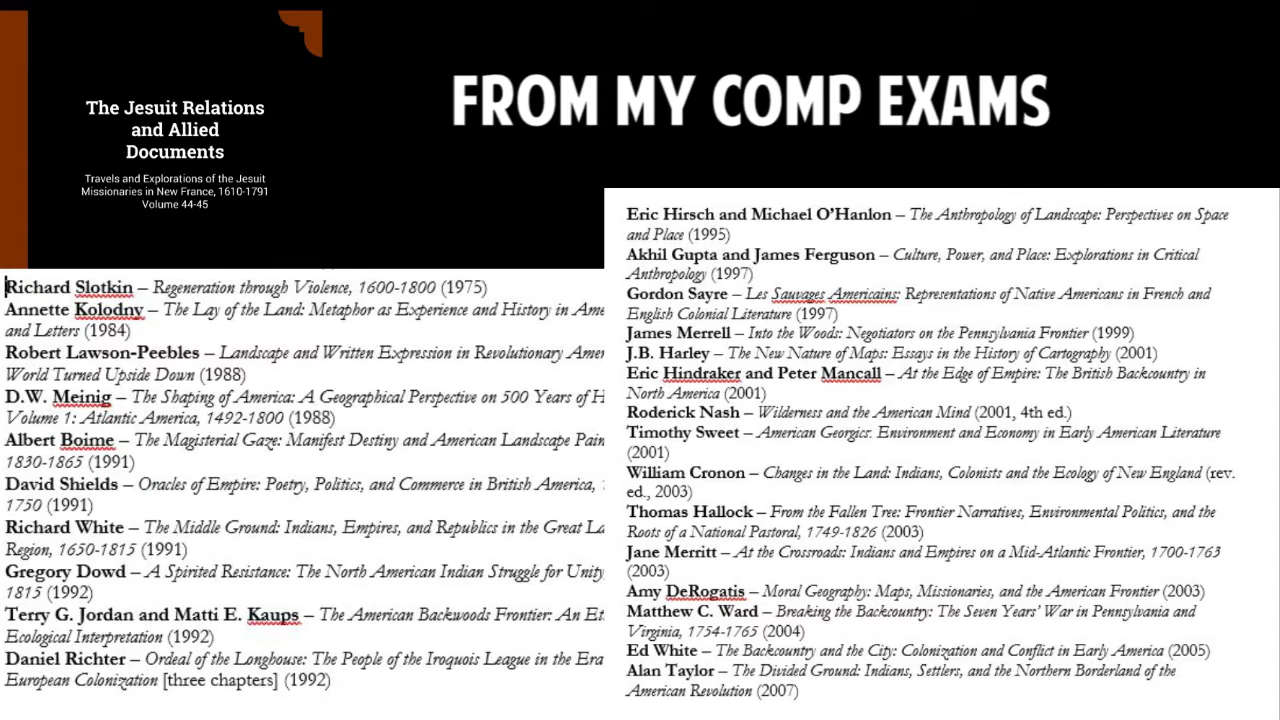 The Jesuit Relations
and Allied
Documents
Travels and Explorations of the Jesuit
Missionaries in New France, 1610-1791
Volume 44-45
FROM MY COMP EXAMS
Richard Slotkin – Regeneration through Violence, 1600-1800 (1975)
Annette Kolodny – The Lay of the Land: Metaphor as Experience and History in Ame
and Letters (1984)
Robert Lawson-Peebles – Landscape and Written Expression in Revolutionary Amer
World Turned Upside Down (1988)
D.W. Meinig – The Shaping of America: A Geographical Perspective on 500 Years of H
Volume 1: Atlantic America, 1492-1800 (1988)
Albert Boime – The Magisterial Gaze: Manifest Destiny and American Landscape Pain
1830-1865 (1991)
David Shields – Oracles of Empire: Poetry, Politics, and Commerce in British America,
1750 (1991)
Richard White – The Middle Ground: Indians, Empires, and Republics in the Great La
Region, 1650-1815 (1991)
Gregory Dowd – A Spirited Resistance: The North American Indian Struggle for Unity
1815 (1992)
Terry G. Jordan and Matti E. Kaups – The American Backwoods Frontier: An Et
Ecological Interpretation (1992)
Daniel Richter – Ordeal of the Longhouse: The People of the Iroquois League in the Era
European Colonization [three chapters] (1992)
Eric Hirsch and Michael O'Hanlon – The Anthropology of Landscape: Perspectives on Space
and Place (1995)
Akhil Gupta and James Ferguson – Culture, Power, and Place: Explorations in Critical
Anthropology (1997)
Gordon Sayre – Les Sauvages Americains: Representations of Native Americans in French and
English Colonial Literature (1997)
James Merrell – Into the Woods: Negotiators on the Pennsylvania Frontier (1999)
J.B. Harley – The New Nature of Maps: Essays in the History of Cartography (2001)
Eric Hindraker and Peter Mancall – At the Edge of Empire: The British Backcountry in
North America (2001)
Roderick Nash – Wilderness and the American Mind (2001, 4th ed.)
Timothy Sweet – American Georgics: Environment and Economy in Early American Literature
(2001)
William Cronon – Changes in the Land: Indians, Colonists and the Ecology of New England (rev.
ed., 2003)
Thomas Hallock – From the Fallen Tree: Frontier Narratives, Environmental Politics, and the
Roots of a National Pastoral, 1749-1826 (2003)
Jane Merritt – At the Crossroads: Indians and Empires on a Mid-Atlantic Frontier, 1700-1763
(2003)
Amy DeRogatis – Moral Geography: Maps, Missionaries, and the American Frontier (2003)
Matthew C. Ward – Breaking the Backcountry: The Seven Years' War in Pennsylvania and
Virginia, 1754-1765 (2004)
Ed White – The Backcountry and the City: Colonization and Conflict in Early America (2005)
Alan Taylor – The Divided Ground: Indians, Settlers, and the Northern Borderland of the
American Revolution (2007)